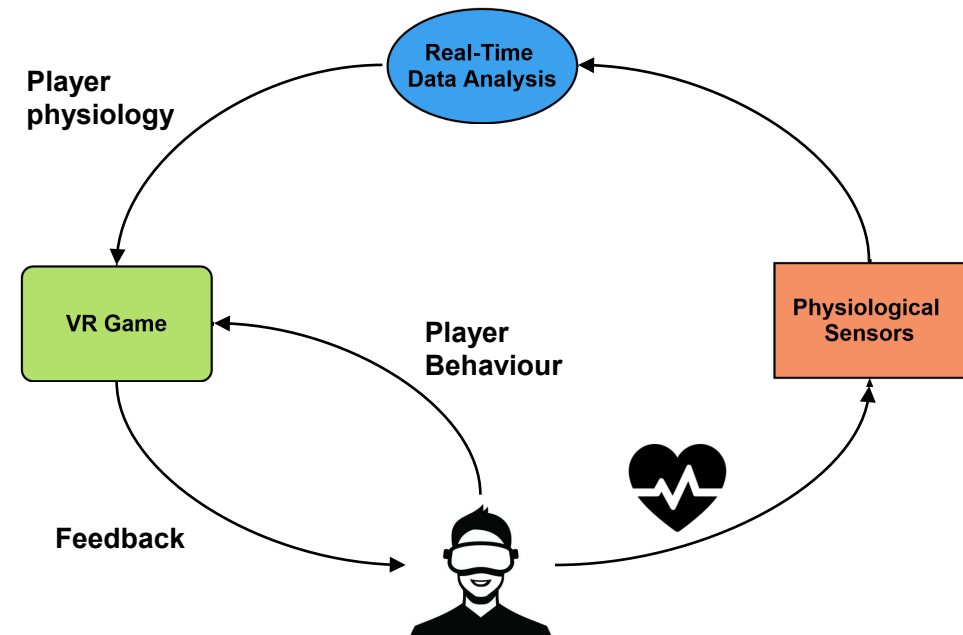 Real-Time
Data Analysis
Player
physiology
VR Game
Player
Behaviour
Physiological
Sensors
Feedback